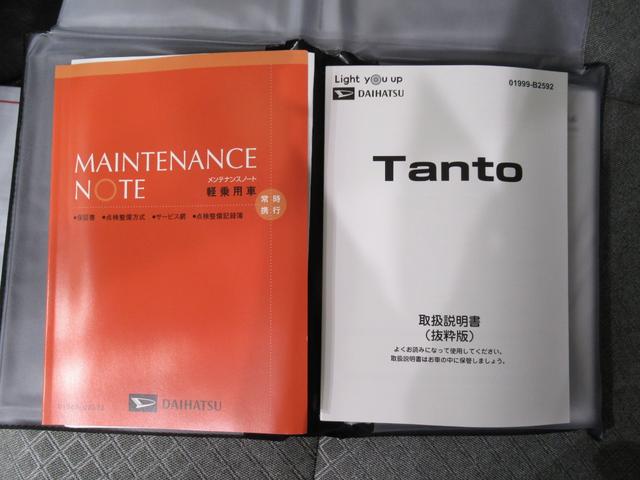 MAINTENANCE
NOTE
メンテナンスノート
軽乗用車
常時
携行
●保証書 ●点検整備方式 ●サービス網 ●点検整備記録簿
DAIHATSU
Light you up
DAIHATSU
01999-B2592
Tanto
取扱説明書
(抜粋版)
よくお読みになって使用してください。
取扱説明書はお車の中に保管しましょう。